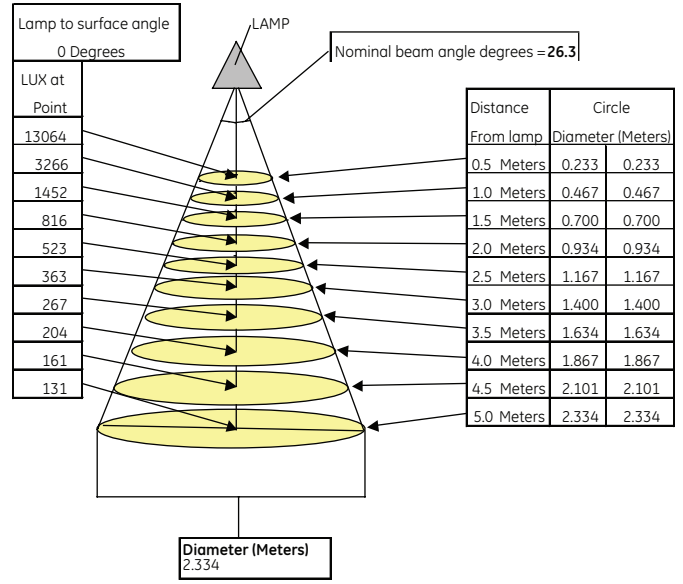 Lamp to surface angle
0 Degrees
LAMP
Nominal beam angle degrees = 26.3
LUX at
Point
13064
3266
1452
816
523
363
267
204
161
131
Distance Circle
From lamp Diameter (Meters)
0.5 Meters 0.233 0.233
1.0 Meters 0.467 0.467
1.5 Meters 0.700 0.700
2.0 Meters 0.934 0.934
2.5 Meters 1.167 1.167
3.0 Meters 1.400 1.400
3.5 Meters 1.634 1.634
4.0 Meters 1.867 1.867
4.5 Meters 2.101 2.101
5.0 Meters 2.334 2.334
Diameter (Meters)
2.334